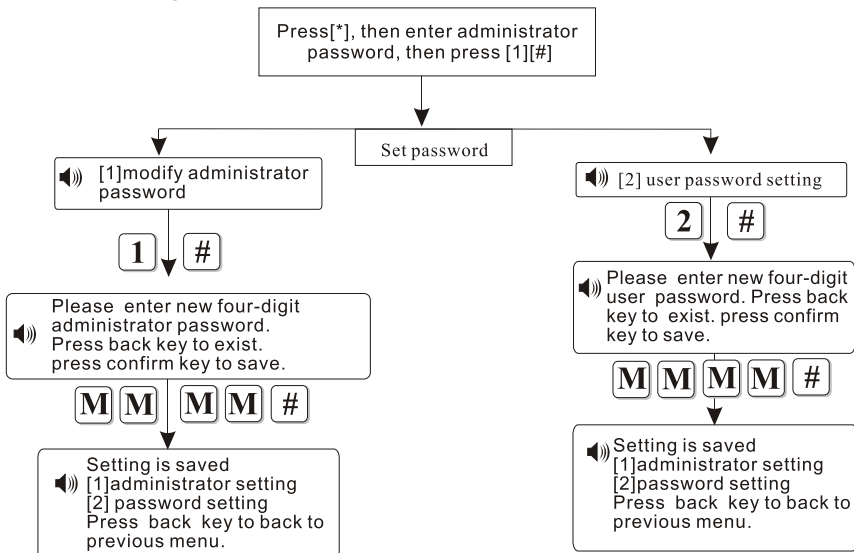 Press[*], then enter administrator
password, then press [1][#]
Set password
[1]modify administrator
password
1 #
Please enter new four-digit
administrator password.
Press back key to exist.
press confirm key to save.
M M M M #
Setting is saved
[1]administrator setting
[2] password setting
Press back key to back to
previous menu.
[2] user password setting
2 #
Please enter new four-digit
user password. Press back
key to exist. press confirm
key to save.
M M M M #
Setting is saved
[1]administrator setting
[2]password setting
Press back key to back to
previous menu.